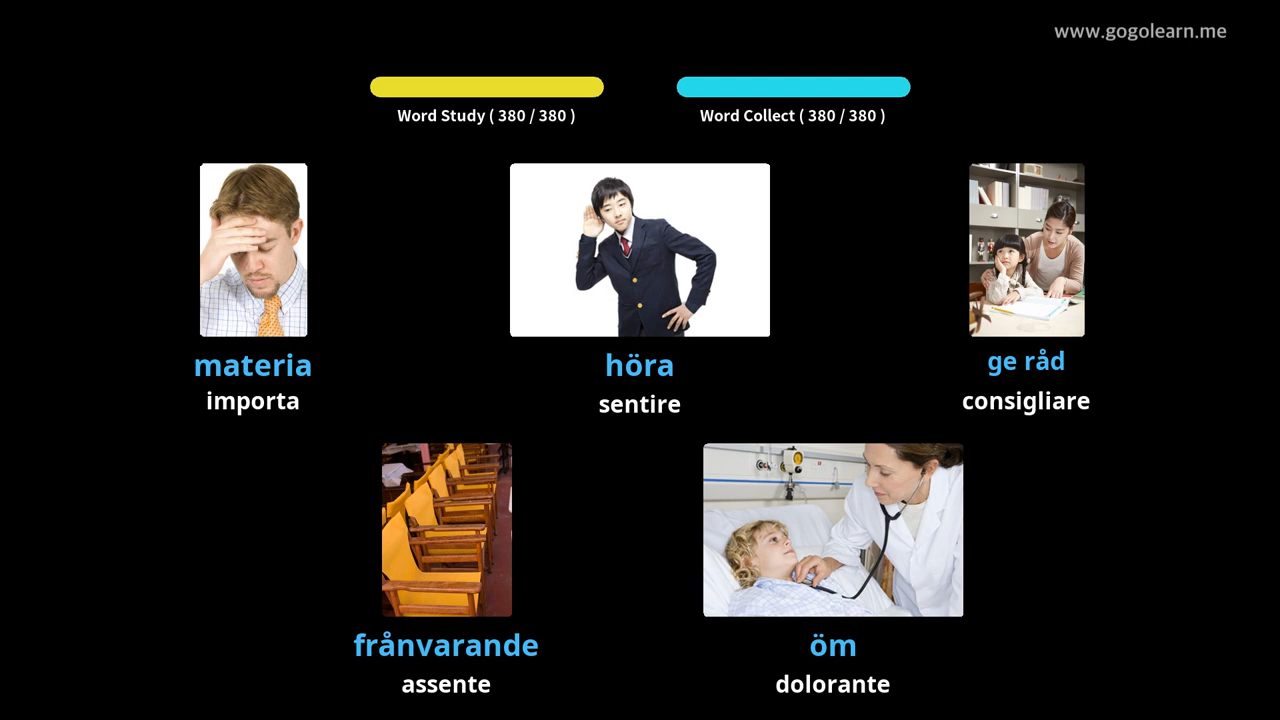 www.gogolearn.me
Word Study ( 380 / 380 )
Word Collect ( 380 / 380 )
materia
importa
höra
sentire
ge råd
consigliare
frånvarande
assente
öm
dolorante